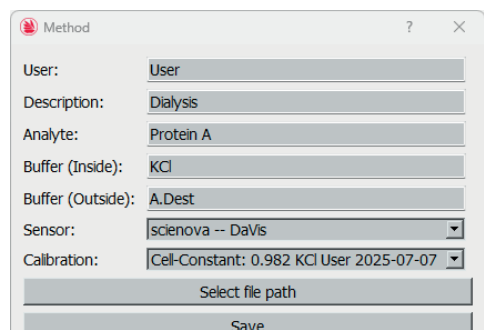 Method ?
User: User
Description: Dialysis
Analyte: Protein A
Buffer (Inside): KCl
Buffer (Outside): A.Dest
Sensor: scienova -- DaVis
Calibration: Cell-Constant: 0.982 KCl User 2025-07-07
Select file path
Save